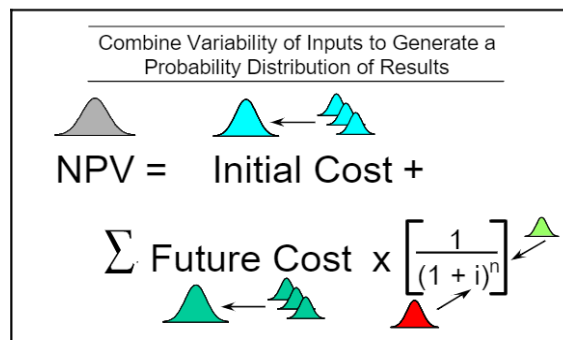 Combine Variability of Inputs to Generate a
Probability Distribution of Results
NPV = Initial Cost +
∑ Future Cost x [1 / (1 + i)^n]